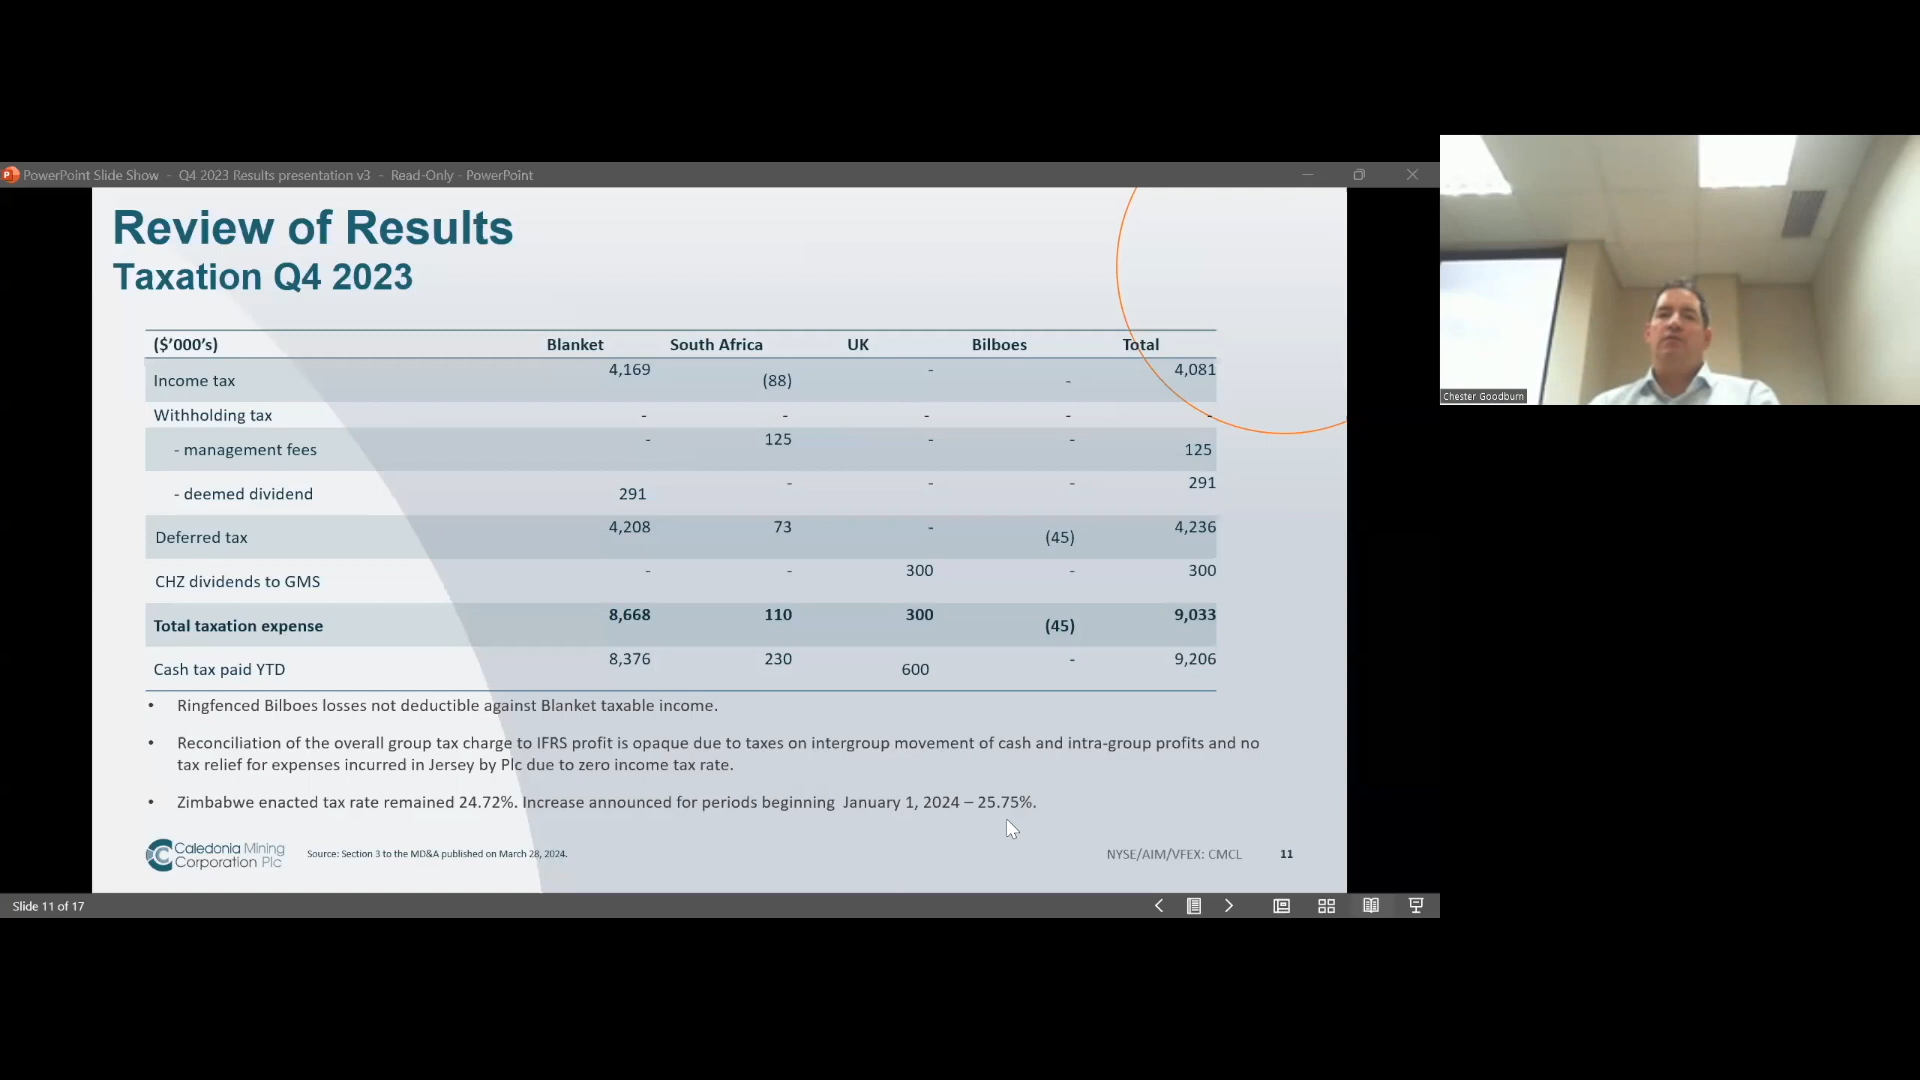 PowerPoint Slide Show - Q4 2023 Results presentation v3 - Read-Only - PowerPoint
Review of Results
Taxation Q4 2023
($'000's) Blanket South Africa UK Bilboes Total
Income tax 4,169 (88) - - 4,081
Withholding tax - - - - -
- management fees - 125 - - 125
- deemed dividend 291 - - - 291
Deferred tax 4,208 73 - (45) 4,236
CHZ dividends to GMS - - 300 - 300
Total taxation expense 8,668 110 300 (45) 9,033
Cash tax paid YTD 8,376 230 600 - 9,206
• Ringfenced Bilboes losses not deductible against Blanket taxable income.
• Reconciliation of the overall group tax charge to IFRS profit is opaque due to taxes on intergroup movement of cash and intra-group profits and no
tax relief for expenses incurred in Jersey by Plc due to zero income tax rate.
• Zimbabwe enacted tax rate remained 24.72%. Increase announced for periods beginning January 1, 2024 – 25.75%.
Caledonia Mining
Corporation Plc
Source: Section 3 to the MD&A published on March 28, 2024.
NYSE/AIM/VFEX: CMCL 11
Slide 11 of 17
Chester Goodburn